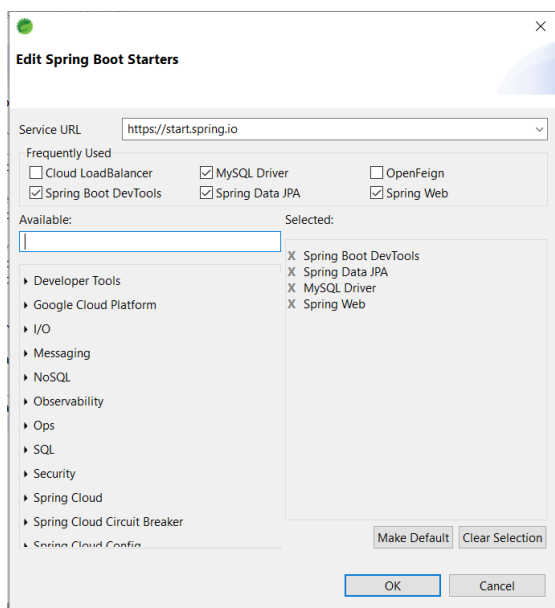 Edit Spring Boot Starters
Service URL https://start.spring.io
Frequently Used
Cloud LoadBalancer MySQL Driver OpenFeign
Spring Boot DevTools Spring Data JPA Spring Web
Available: Selected:
X Spring Boot DevTools
X Spring Data JPA
X MySQL Driver
X Spring Web
Developer Tools
Google Cloud Platform
I/O
Messaging
NoSQL
Observability
Ops
SQL
Security
Spring Cloud
Spring Cloud Circuit Breaker
Spring Cloud Config
Make Default Clear Selection
OK Cancel